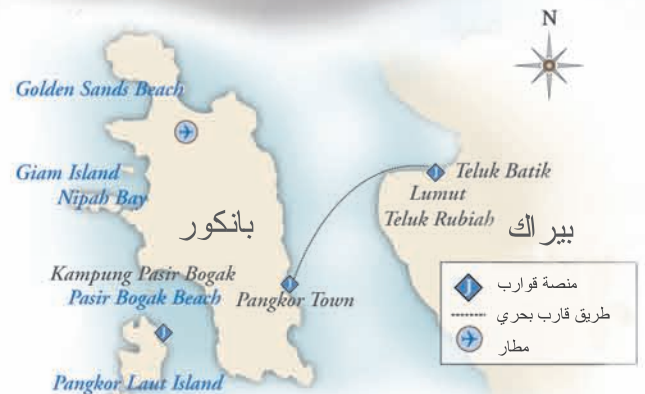 N
Golden Sands Beach
Giam Island
Nipah Bay
بانكور
Teluk Batik
Lumut
Teluk Rubiah
بيراك
Kampung Pasir Bogak
Pasir Bogak Beach
Pangkor Town
J
J
J
Pangkor Laut Island
J
منصة قوارب
طريق قارب بحري
مطار